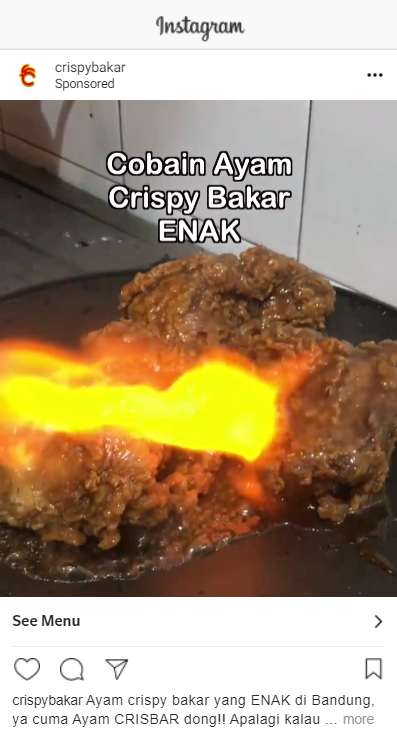 Instagram
crispybakar
Sponsored
Cobain Ayam
Crispy Bakar
ENAK
See Menu
crispybakar Ayam crispy bakar yang ENAK di Bandung,
ya cuma Ayam CRISBAR dong!! Apalagi kalau ... more